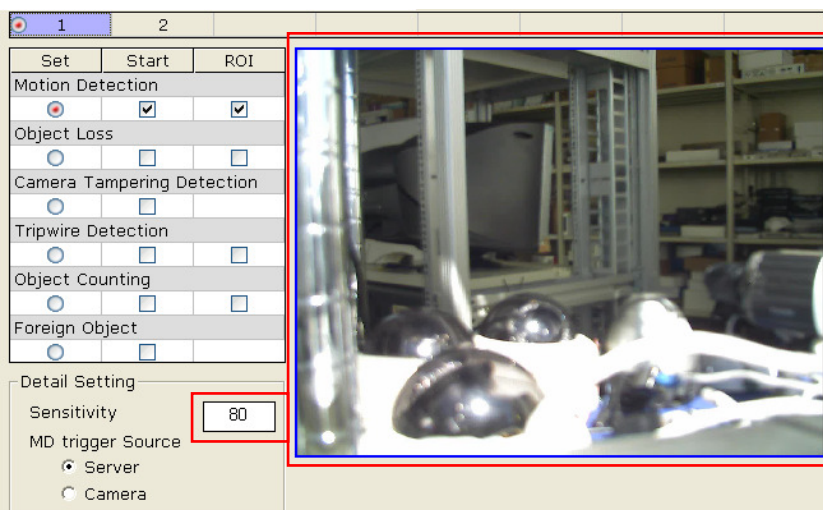 1 2
Set Start ROI
Motion Detection
Object Loss
Camera Tampering Detection
Tripwire Detection
Object Counting
Foreign Object
Detail Setting
Sensitivity 80
MD trigger Source
Server
Camera